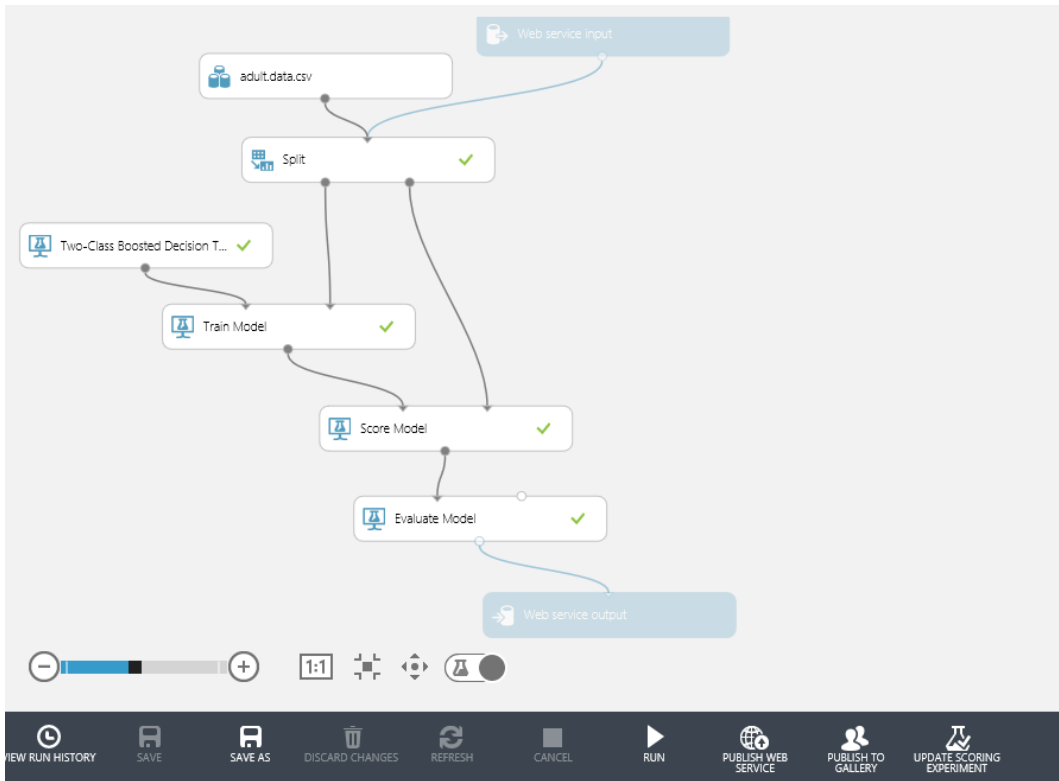 Web service input
adult.data.csv
Split
Two-Class Boosted Decision T...
Train Model
Score Model
Evaluate Model
Web service output
1:1
VIEW RUN HISTORY
SAVE
SAVE AS
DISCARD CHANGES
REFRESH
CANCEL
RUN
PUBLISH WEB
SERVICE
PUBLISH TO
GALLERY
UPDATE SCORING
EXPERIMENT